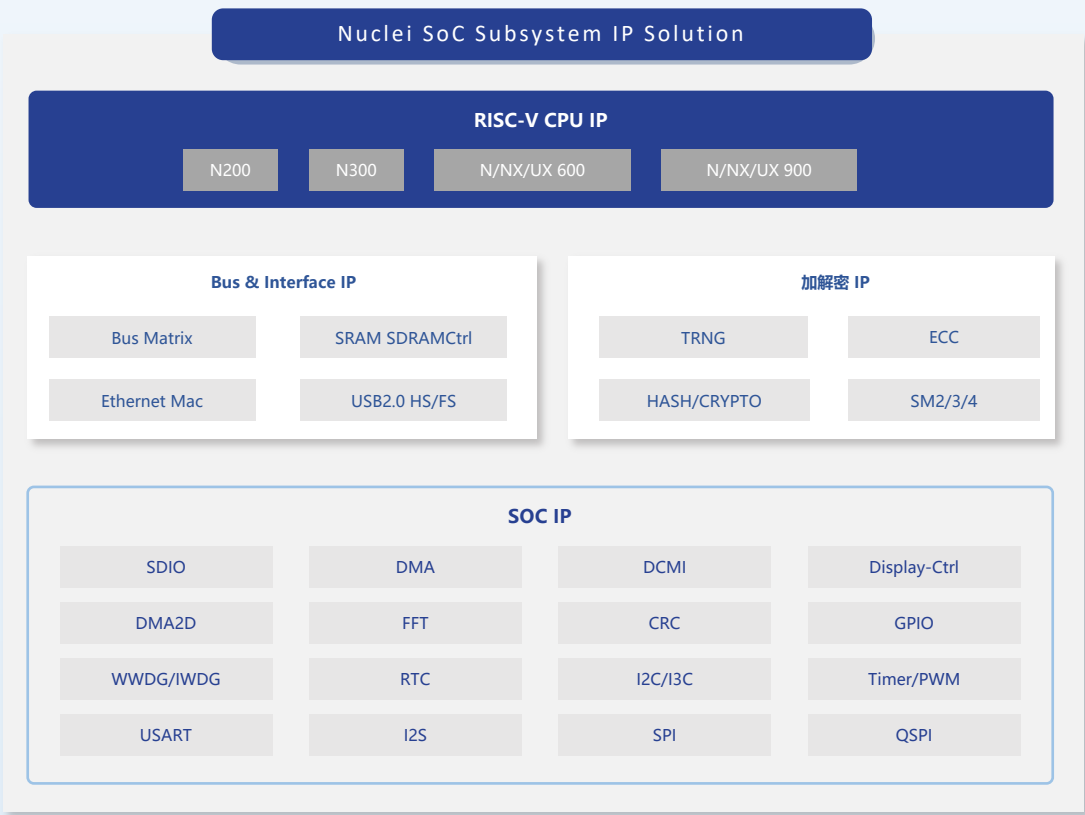 Nuclei SoC Subsystem IP Solution
RISC-V CPU IP
N200
N300
N/NX/UX 600
N/NX/UX 900
Bus & Interface IP
Bus Matrix
SRAM SDRAMCtrl
Ethernet Mac
USB2.0 HS/FS
加解密 IP
TRNG
ECC
HASH/CRYPTO
SM2/3/4
SOC IP
SDIO
DMA
DCMI
Display-Ctrl
DMA2D
FFT
CRC
GPIO
WWDG/IWDG
RTC
I2C/I3C
Timer/PWM
USART
I2S
SPI
QSPI